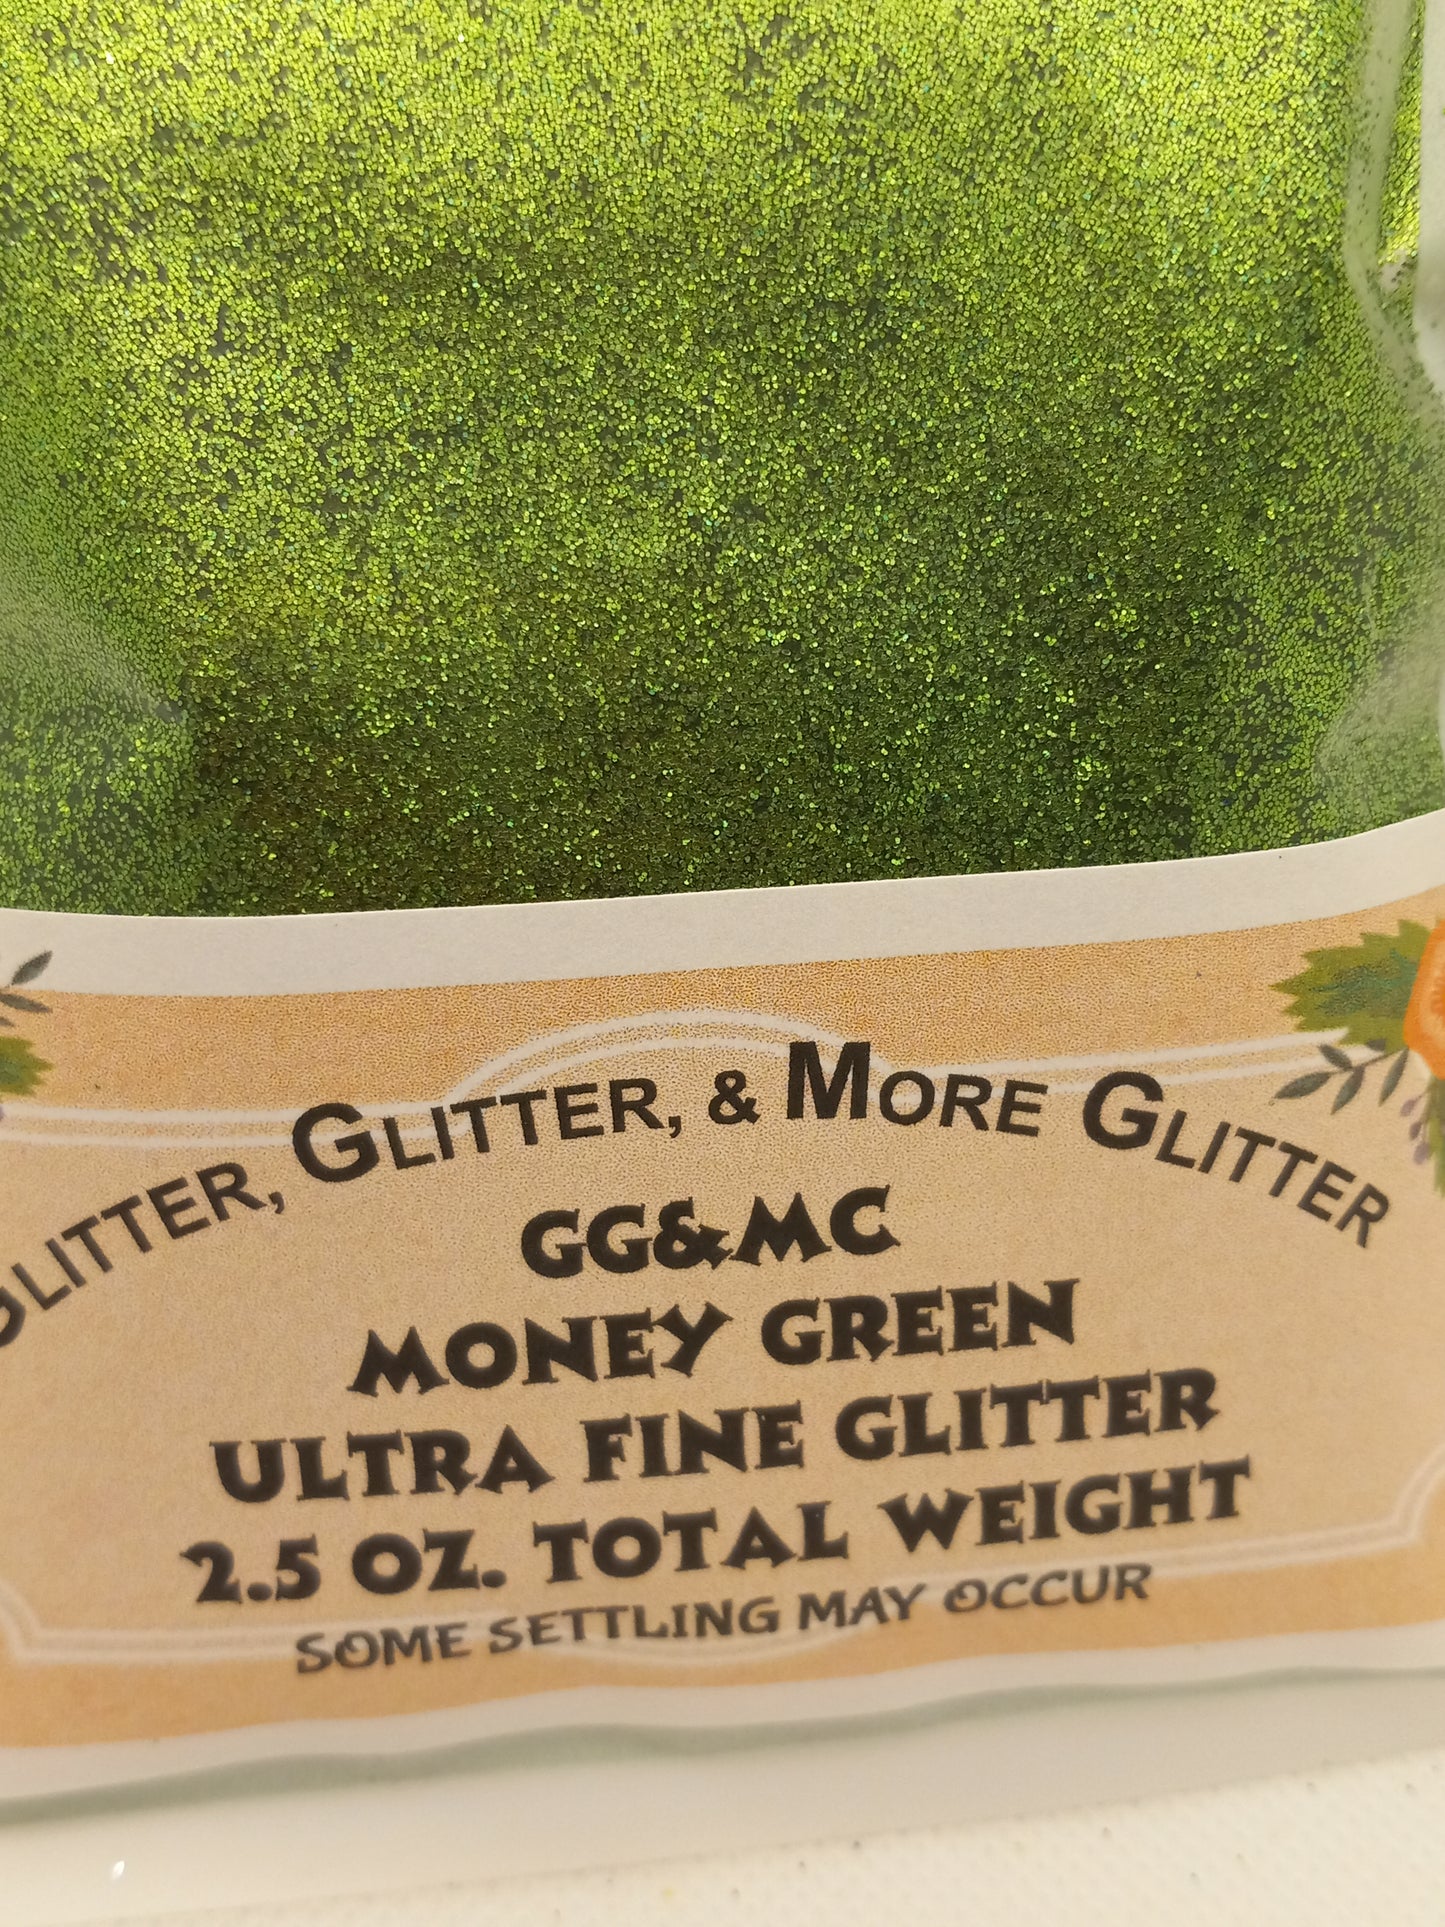 GLITTER, GLITTER, & MORE GLITTER
GG&MC
MONEY GREEN
ULTRA FINE GLITTER
2.5 OZ. TOTAL WEIGHT
SOME SETTLING MAY OCCUR